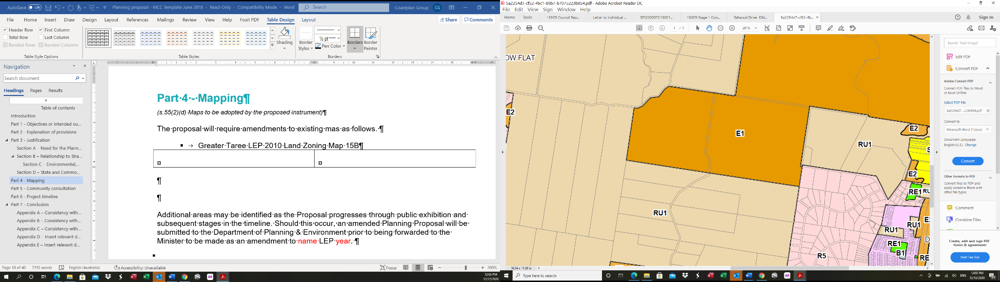 AutoSave Off Planning proposal - MCC Template June 2018 - Read-Only - Compatibility Mode - Word Search Coastplan Group CG
File Home Insert Draw Design Layout References Mailings Review View Help Foxit PDF Table Design Layout Share Comments
Header Row First Column
Total Row Last Column
Banded Rows Banded Columns
Table Style Options
Table Styles
Shading
Border Styles
½ pt
Pen Color
Borders
Border Painter
Borders
Navigation
Search document
Headings Pages Results
Table of contents
Introduction
Part 1 - Objectives or intended ou...
Part 2 - Explanation of provisions
Part 3 - Justification
Section A – Need for the Plann...
Section B – Relationship to Stra...
Section C – Environmental,...
Section D – State and Commo...
Part 4 - Mapping
Part 5 - Community consultation
Part 6 - Project timeline
Part 7 - Conclusion
Appendix A – Consistency with...
Appendix B – Consistency with...
Appendix C – Consistency with...
Appendix D – Insert relevant d...
Appendix E – Insert relevant d...
Part·4·-·Mapping¶
(s.55(2)(d)·Maps·to·be·adopted·by·the·proposed·instrument)¶
The·proposal·will·require·amendments·to·existing·mas·as·follows.·¶
▪ → Greater·Taree·LEP·2010·Land·Zoning·Map·15B¶
¤ ¤
¶
¶
Additional·areas·may·be·identified·as·the·Proposal·progresses·through·public·exhibition·and·
subsequent·stages·in·the·timeline.·Should·this·occur,·an·amended·Planning·Proposal·will·be·
submitted·to·the·Department·of·Planning·&·Environment·prior·to·being·forwarded·to·the·
Minister·to·be·made·as·an·amendment·to·name·LEP·year.·¶
Page 18 of 40 7192 words English (Australia) Accessibility: Unavailable Focus 200%
12:03 PM
12/12/2020
5a2254d7-cf52-4bc1-89b7-b7075223b054.pdf - Adobe Acrobat Reader DC
File Edit View Sign Window Help
Home Tools 13109 Council Rep... Letter to individual ... SPI202007210001... 13009 Stage 1 Con... Tallwood Drive Old... 5a2254d7-cf52-4b... Sign In
1 / 1 291%
OW FLAT
E2
E1
E2
RU1
E2
RE1
RU1
RU1
RU1
RE1
B1
R5
RE
16.54 x 11.69 in
Search 'Add Image'
Edit PDF
Convert PDF
Adobe Convert PDF
Convert PDF files to Word
or Excel Online
Select PDF File
5a2254d7-...23b054.pdf
Convert to
Microsoft Word (*.docx)
Document Language:
English (U.S.) Change
Convert
Other formats to PDF
Convert files to PDF and
easily combine them with
other file types
Comment
Combine Files
Create, edit and sign PDF
forms & agreements
Start Free Trial
Type here to search
ENG
12:03 PM
12/12/2020